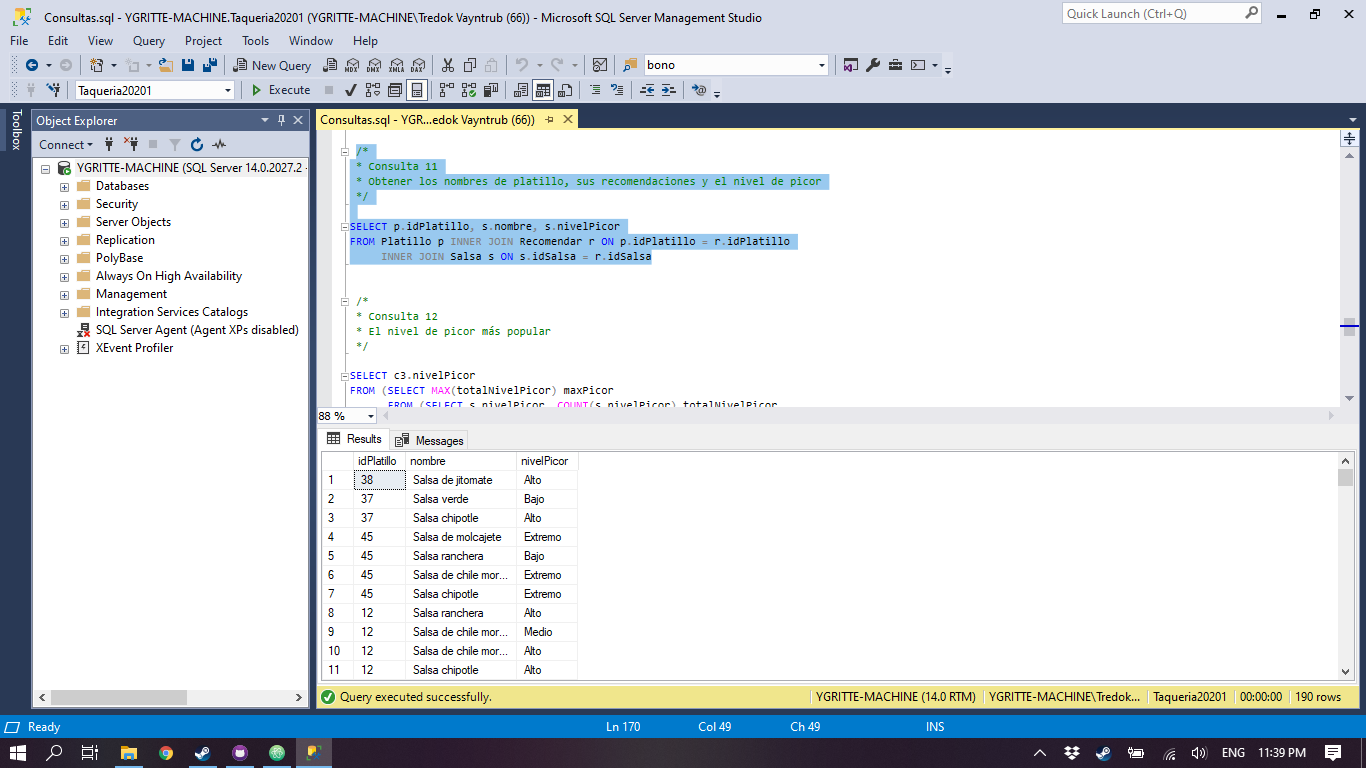 Consultas.sql - YGRITTE-MACHINE.Taqueria20201 (YGRITTE-MACHINE\Tredok Vayntrub (66)) - Microsoft SQL Server Management Studio
Quick Launch (Ctrl+Q)
File Edit View Query Project Tools Window Help
New Query MDX DMX XMLA DAX bono
Taqueria20201 Execute
Toolbox
Object Explorer
Connect
YGRITTE-MACHINE (SQL Server 14.0.2027.2 -
Databases
Security
Server Objects
Replication
PolyBase
Always On High Availability
Management
Integration Services Catalogs
SQL Server Agent (Agent XPs disabled)
XEvent Profiler
Consultas.sql - YGR...edok Vayntrub (66))
/*
* Consulta 11
* Obtener los nombres de platillo, sus recomendaciones y el nivel de picor
*/
SELECT p.idPlatillo, s.nombre, s.nivelPicor
FROM Platillo p INNER JOIN Recomendar r ON p.idPlatillo = r.idPlatillo
INNER JOIN Salsa s ON s.idSalsa = r.idSalsa
/*
* Consulta 12
* El nivel de picor más popular
*/
SELECT c3.nivelPicor
FROM (SELECT MAX(totalNivelPicor) maxPicor
FROM (SELECT s.nivelPicor, COUNT(s.nivelPicor) totalNivelPicor
88 %
Results Messages
idPlatillo nombre nivelPicor
1 38 Salsa de jitomate Alto
2 37 Salsa verde Bajo
3 37 Salsa chipotle Alto
4 45 Salsa de molcajete Extremo
5 45 Salsa ranchera Bajo
6 45 Salsa de chile mor... Extremo
7 45 Salsa chipotle Extremo
8 12 Salsa ranchera Alto
9 12 Salsa de chile mor... Medio
10 12 Salsa de chile mor... Alto
11 12 Salsa chipotle Alto
Query executed successfully. YGRITTE-MACHINE (14.0 RTM) YGRITTE-MACHINE\Tredok... Taqueria20201 00:00:00 190 rows
Ready Ln 170 Col 49 Ch 49 INS
ENG 11:39 PM